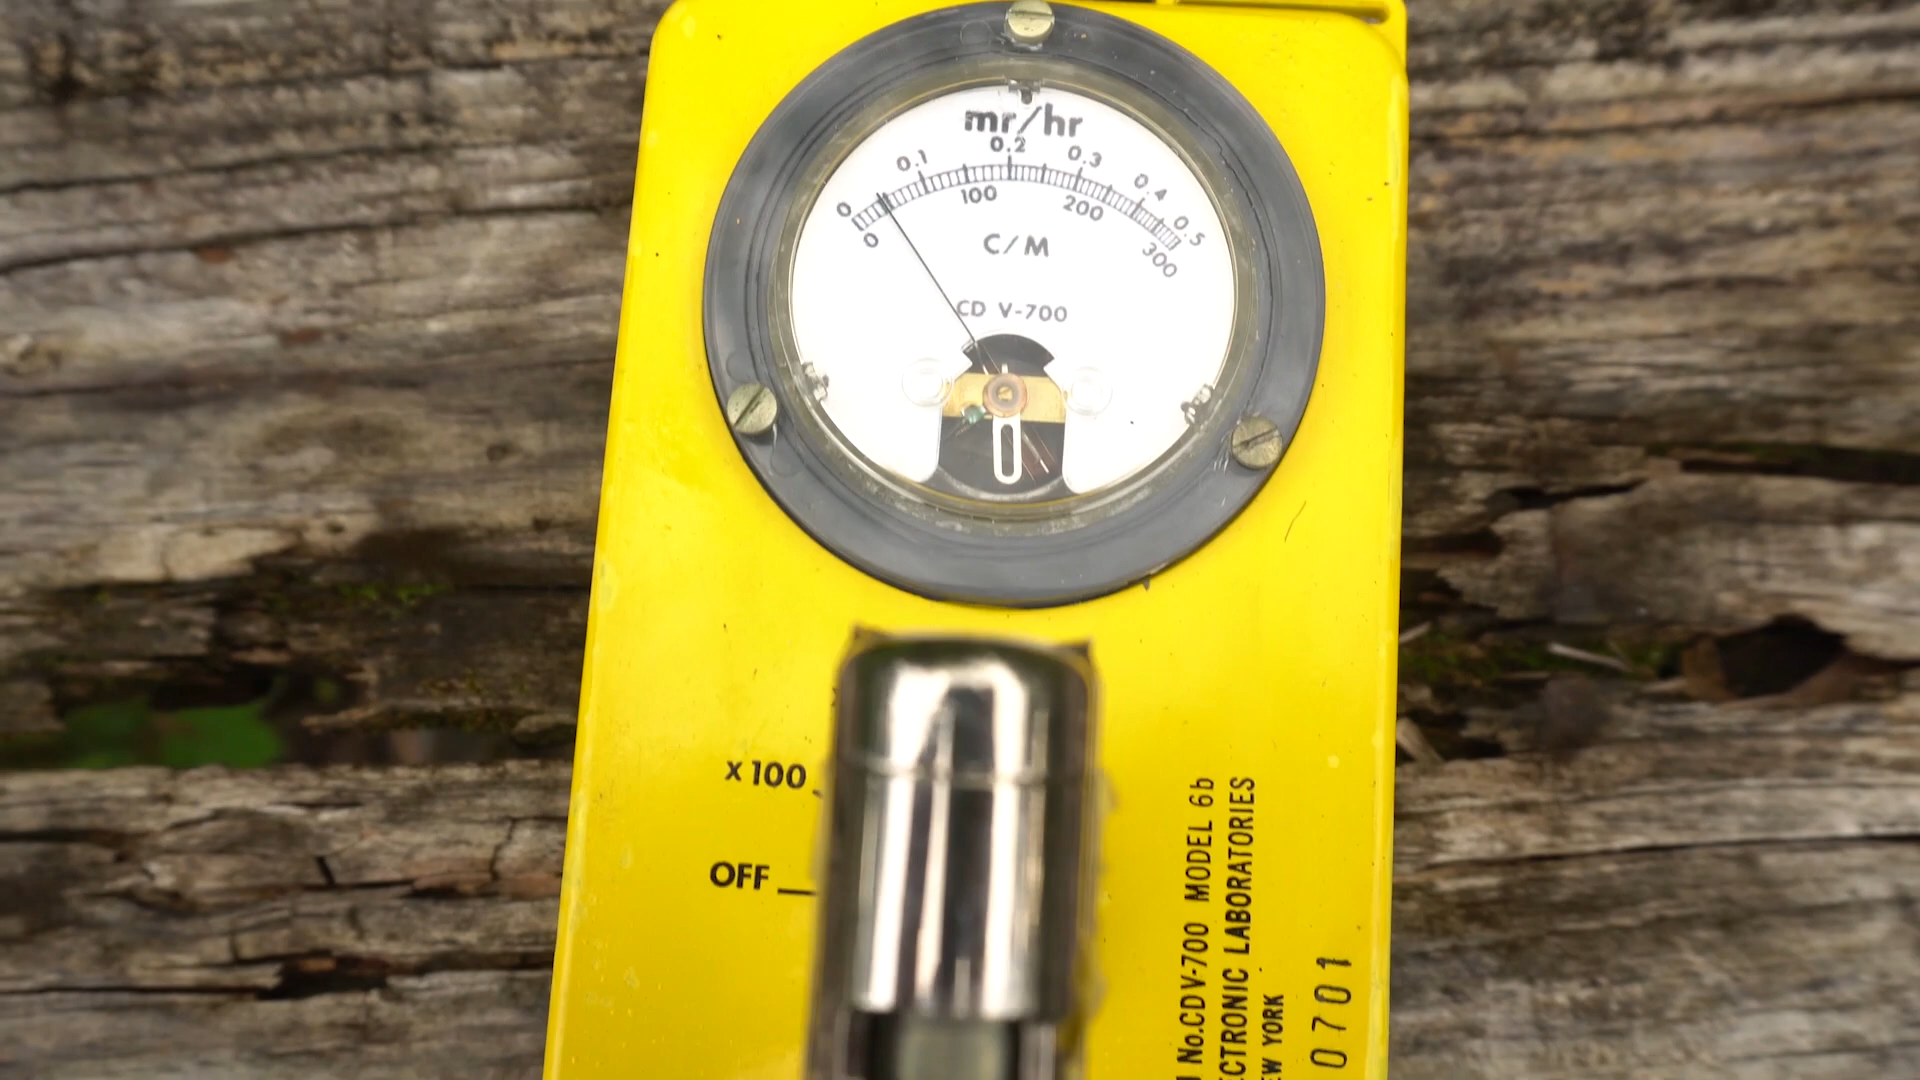 mr/hr
0 0.1 0.2 0.3 0.4 0.5
0 100 200 300
C/M
CD V-700
x100
OFF
No.CDV-700 MODEL 6b
ECTRONIC LABORATORIES
EW YORK
0701